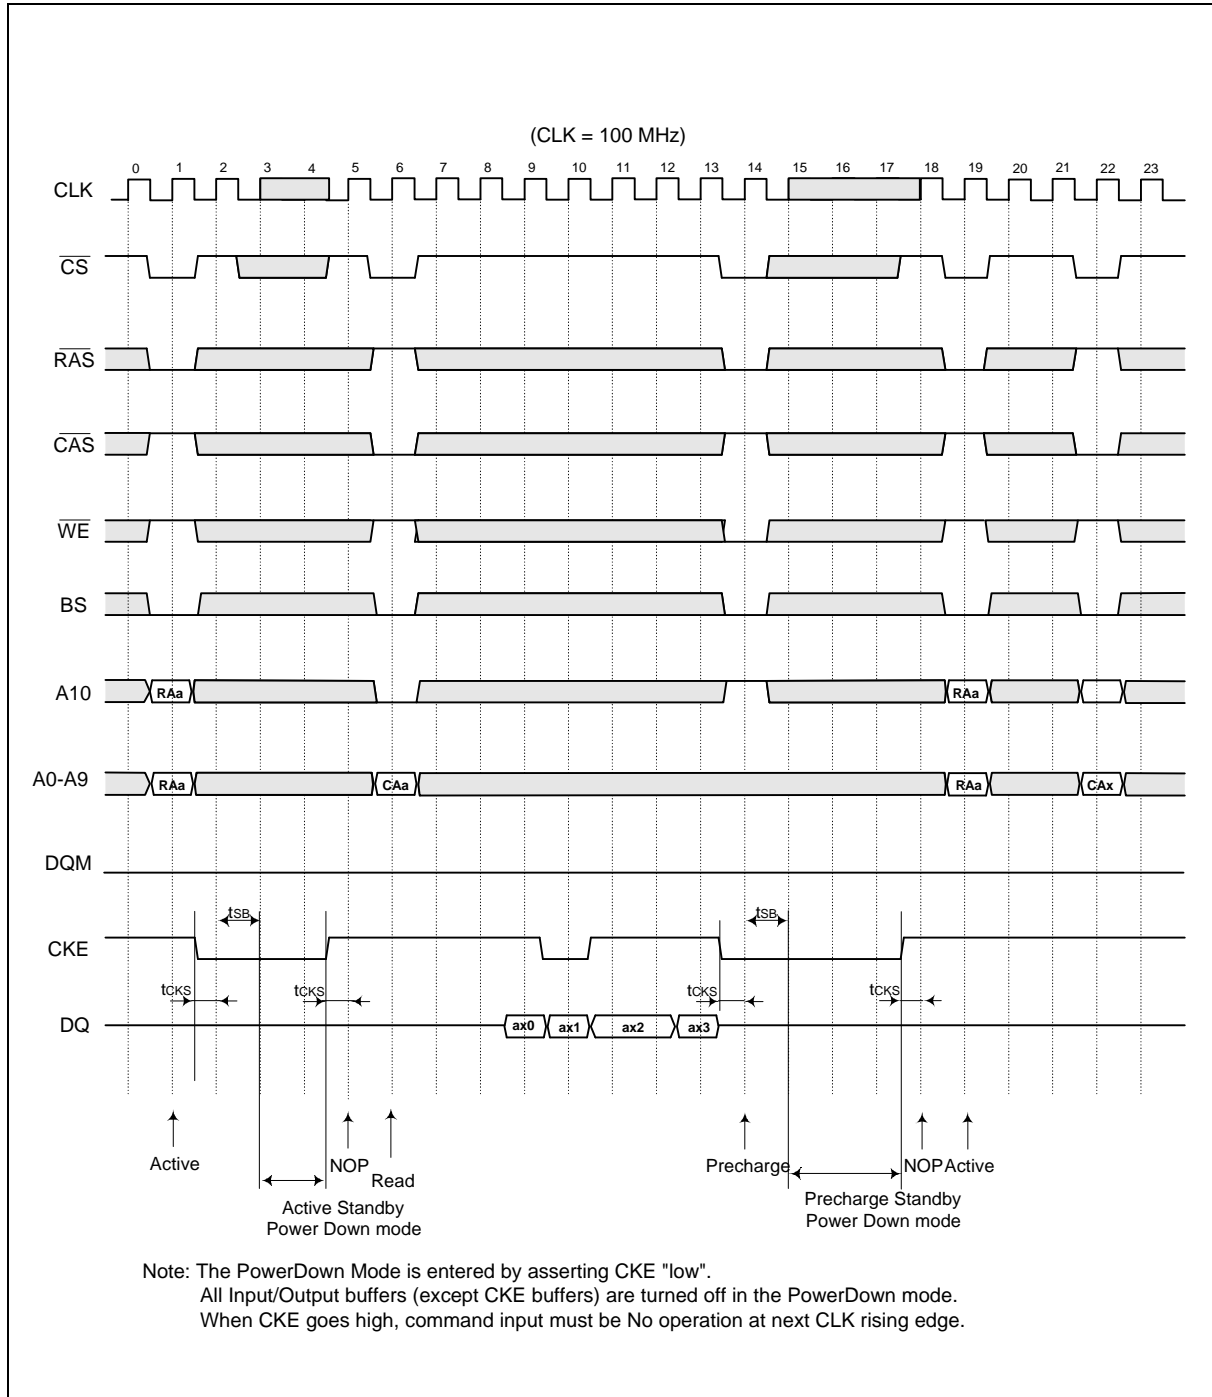 (CLK = 100 MHz)
0 1 2 3 4 5 6 7 8 9 10 11 12 13 14 15 16 17 18 19 20 21 22 23
CLK
CS
RAS
CAS
WE
BS
A10 RAa RAa
A0-A9 RAa CAa RAa CAx
DQM
tSB tSB
CKE
tCKS tCKS tCKS tCKS
DQ ax0 ax1 ax2 ax3
Active NOP Read Precharge NOP Active
Active Standby
Power Down mode
Precharge Standby
Power Down mode
Note: The PowerDown Mode is entered by asserting CKE "low".
All Input/Output buffers (except CKE buffers) are turned off in the PowerDown mode.
When CKE goes high, command input must be No operation at next CLK rising edge.